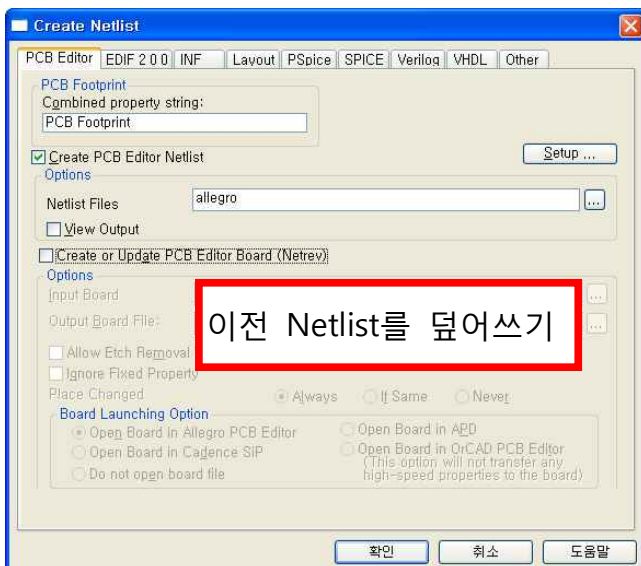 Create Netlist
PCB Editor EDIF 2 0 0 INF Layout PSpice SPICE Verilog VHDL Other
PCB Footprint
Combined property string:
PCB Footprint
Create PCB Editor Netlist
Setup ...
Options
Netlist Files
allegro
...
View Output
Create or Update PCB Editor Board (Netrev)
Options
Input Board
...
Output Board File:
...
이전 Netlist를 덮어쓰기
Allow Etch Removal
Ignore Fixed Property
Place Changed
Always If Same Never
Board Launching Option
Open Board in Allegro PCB Editor
Open Board in APD
Open Board in Cadence SiP
Open Board in OrCAD PCB Editor
(This option will not transfer any
high-speed properties to the board)
Do not open board file
확인 취소 도움말